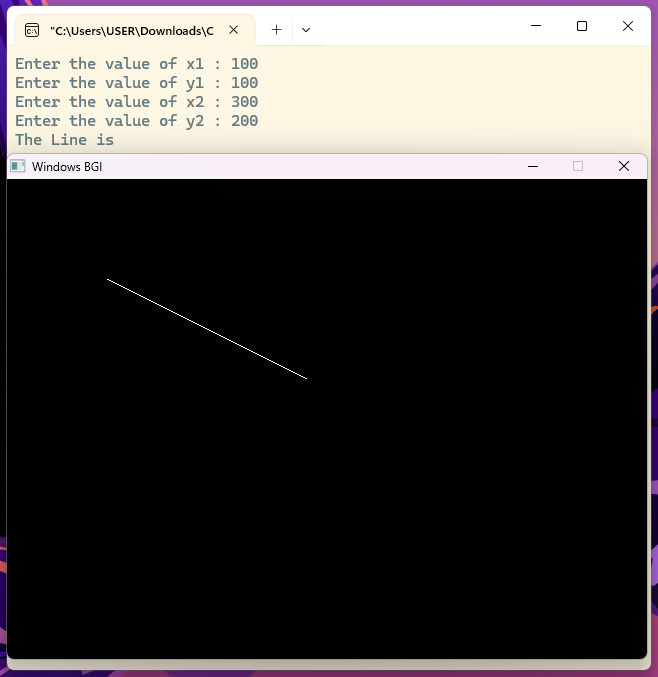 "C:\Users\USER\Downloads\C
Enter the value of x1 : 100
Enter the value of y1 : 100
Enter the value of x2 : 300
Enter the value of y2 : 200
The Line is
Windows BGI